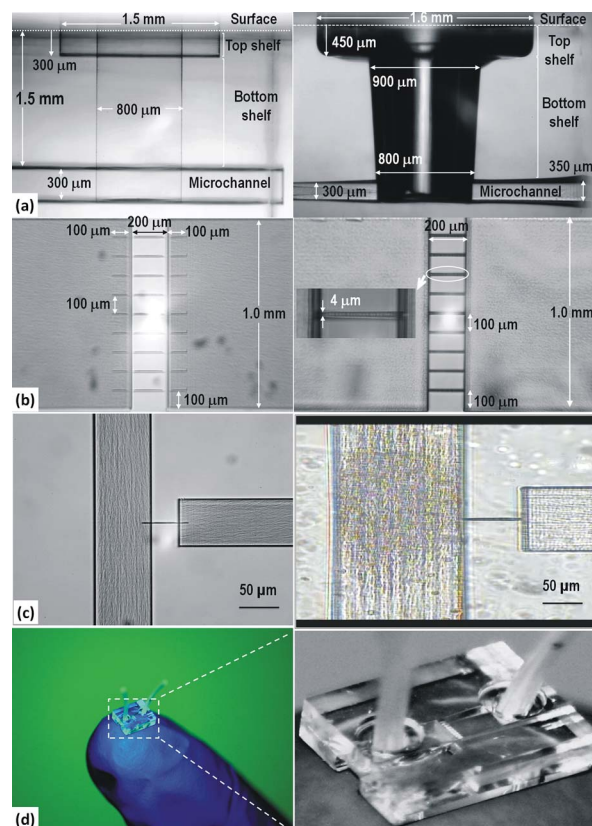 1.5 mm
Surface
Top shelf
300 µm
1.5 mm
800µm
Bottom shelf
300 µm
Microchannel
(a)
1.6 mm
Surface
450 µm
Top shelf
900 µm
Bottom shelf
800 µm
350 µm
300 µm
Microchannel
200 µm
100 µm
100 µm
100 µm
1.0 mm
100 µm
(b)
200 µm
4 µm
100 µm
1.0 mm
100 µm
(c)
50 µm
50 µm
(d)